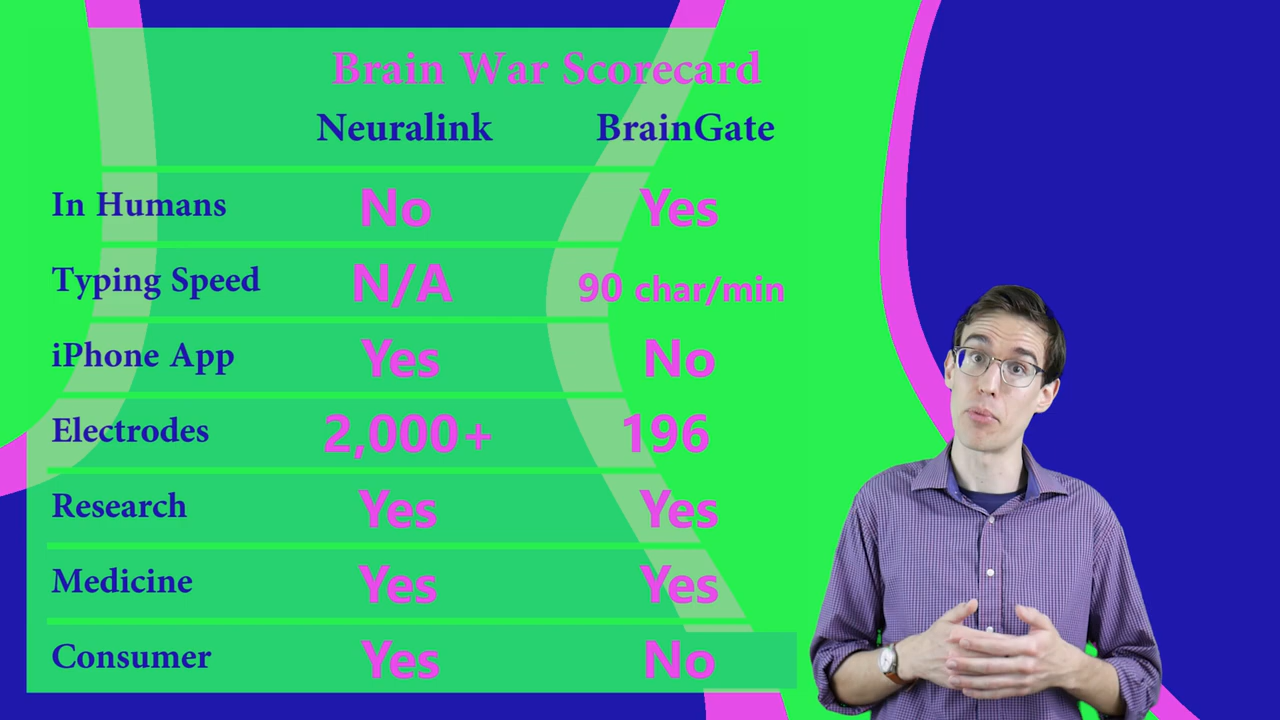 Brain War Scorecard
Neuralink BrainGate
In Humans No Yes
Typing Speed N/A 90 char/min
iPhone App Yes No
Electrodes 2,000+ 196
Research Yes Yes
Medicine Yes Yes
Consumer Yes No